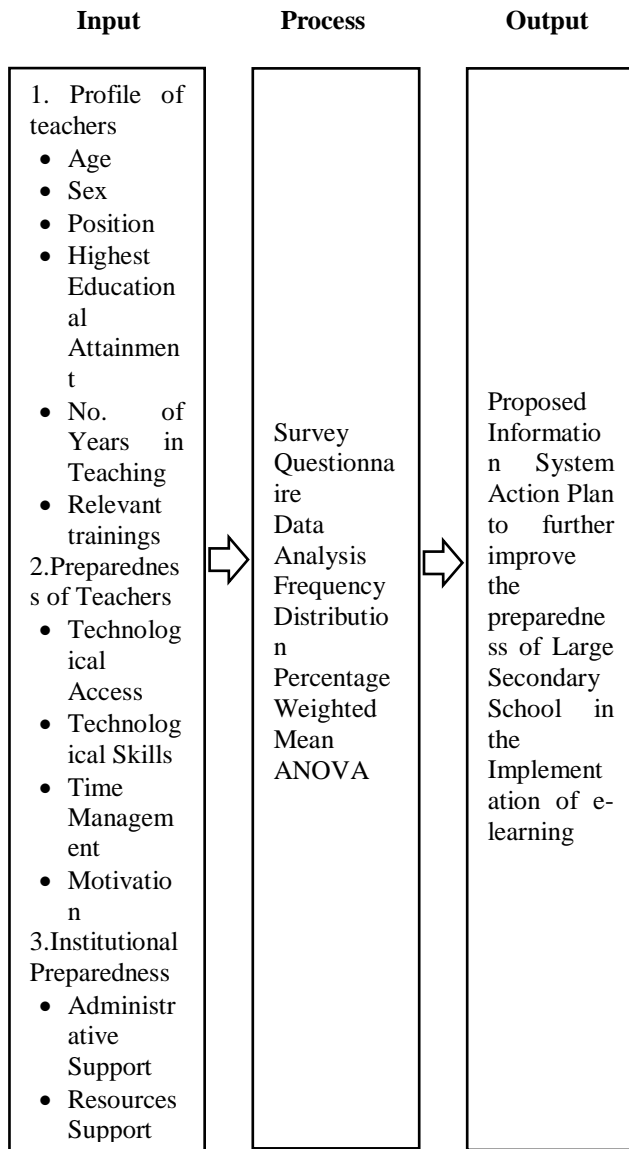 Input
Process
Output
1. Profile of
teachers
• Age
• Sex
• Position
• Highest
Education
al
Attainmen
t
• No. of
Years in
Teaching
• Relevant
trainings
2.Preparednes
s of Teachers
• Technolog
ical
Access
• Technolog
ical Skills
• Time
Managem
ent
• Motivatio
n
3.Institutional
Preparedness
• Administr
ative
Support
• Resources
Support
Survey
Questionna
ire
Data
Analysis
Frequency
Distributio
n
Percentage
Weighted
Mean
ANOVA
Proposed
Informatio
n System
Action Plan
to further
improve
the
preparedne
ss of Large
Secondary
School in
the
Implement
ation of e-
learning